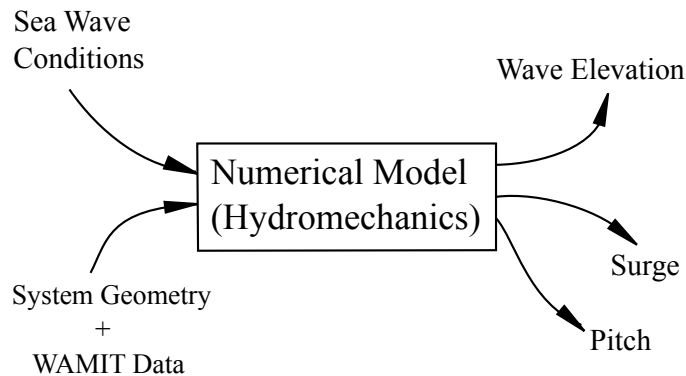 Sea Wave
Conditions
Wave Elevation
Numerical Model
(Hydromechanics)
Surge
System Geometry
+
WAMIT Data
Pitch